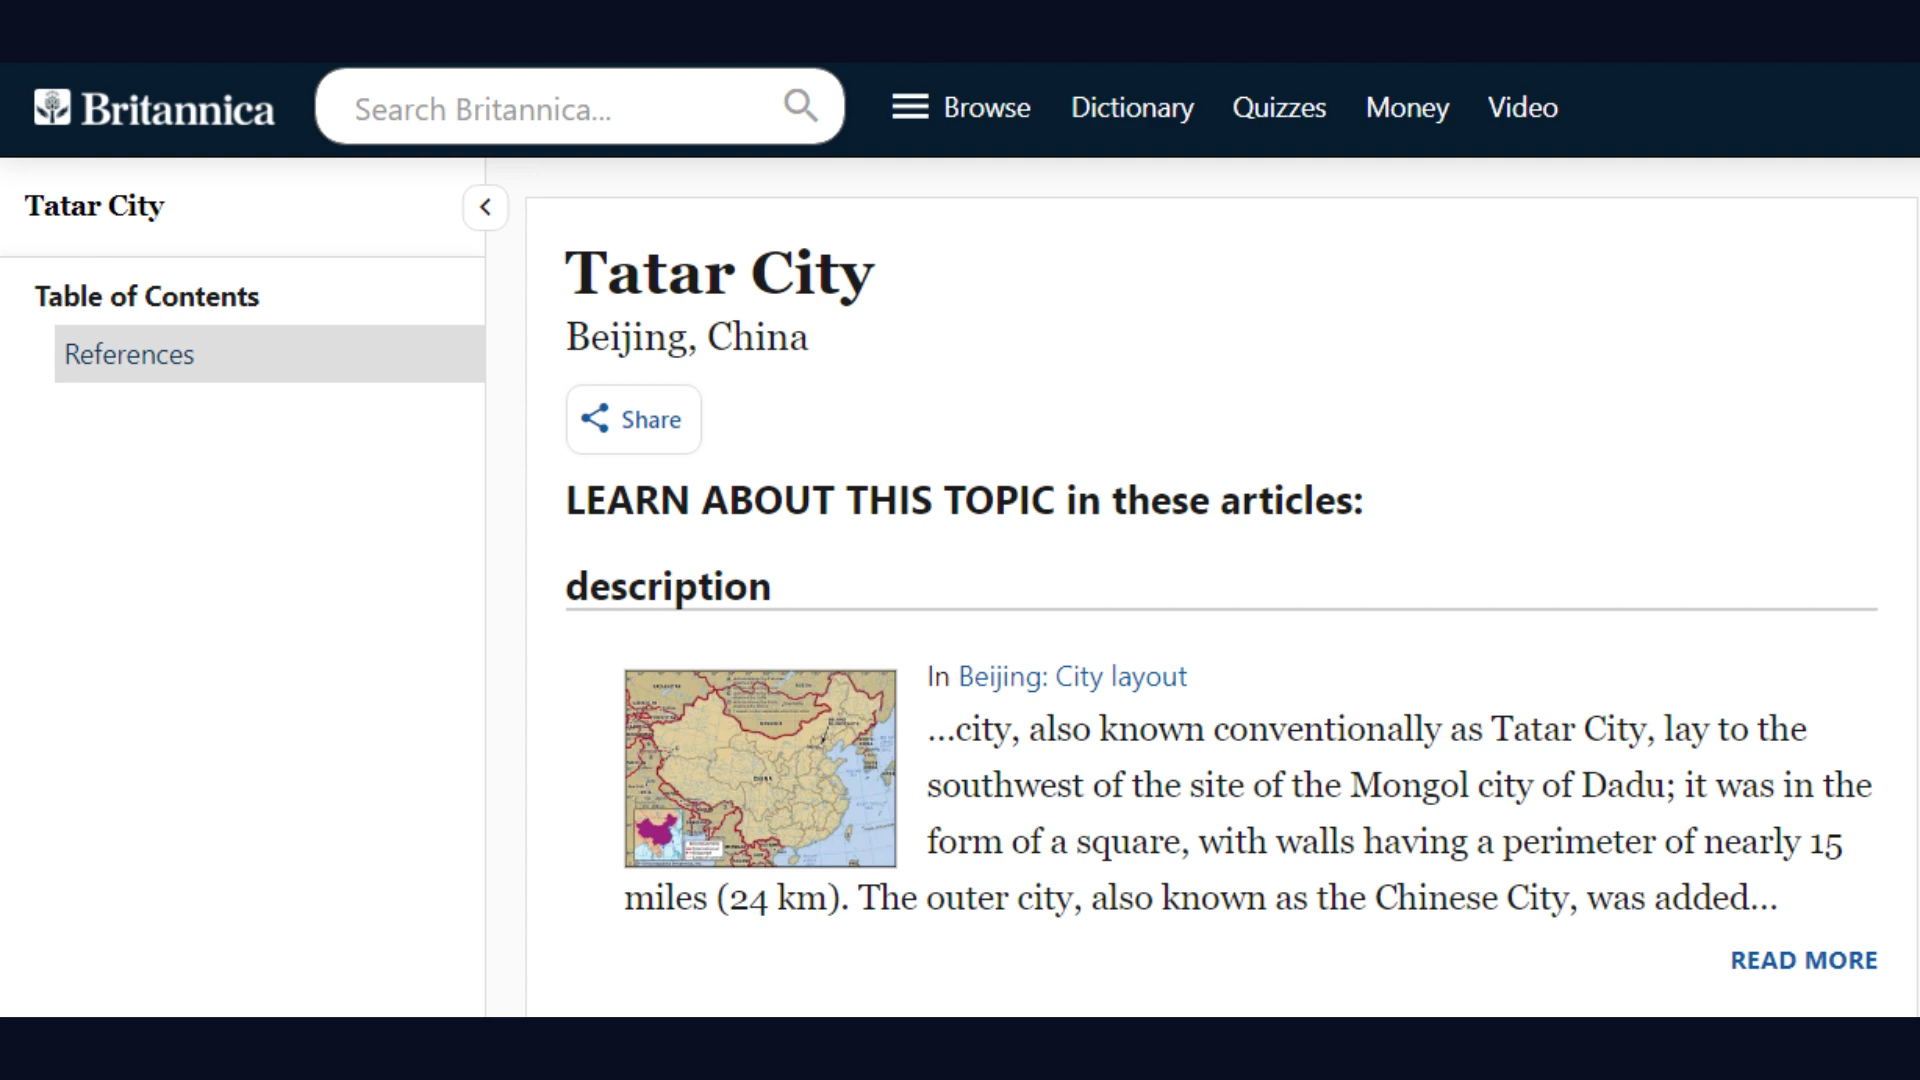 Britannica
Search Britannica...
Browse
Dictionary
Quizzes
Money
Video
Tatar City
Table of Contents
References
Tatar City
Beijing, China
Share
LEARN ABOUT THIS TOPIC in these articles:
description
CHINA
In Beijing: City layout
...city, also known conventionally as Tatar City, lay to the
southwest of the site of the Mongol city of Dadu; it was in the
form of a square, with walls having a perimeter of nearly 15
miles (24 km). The outer city, also known as the Chinese City, was added...
READ MORE